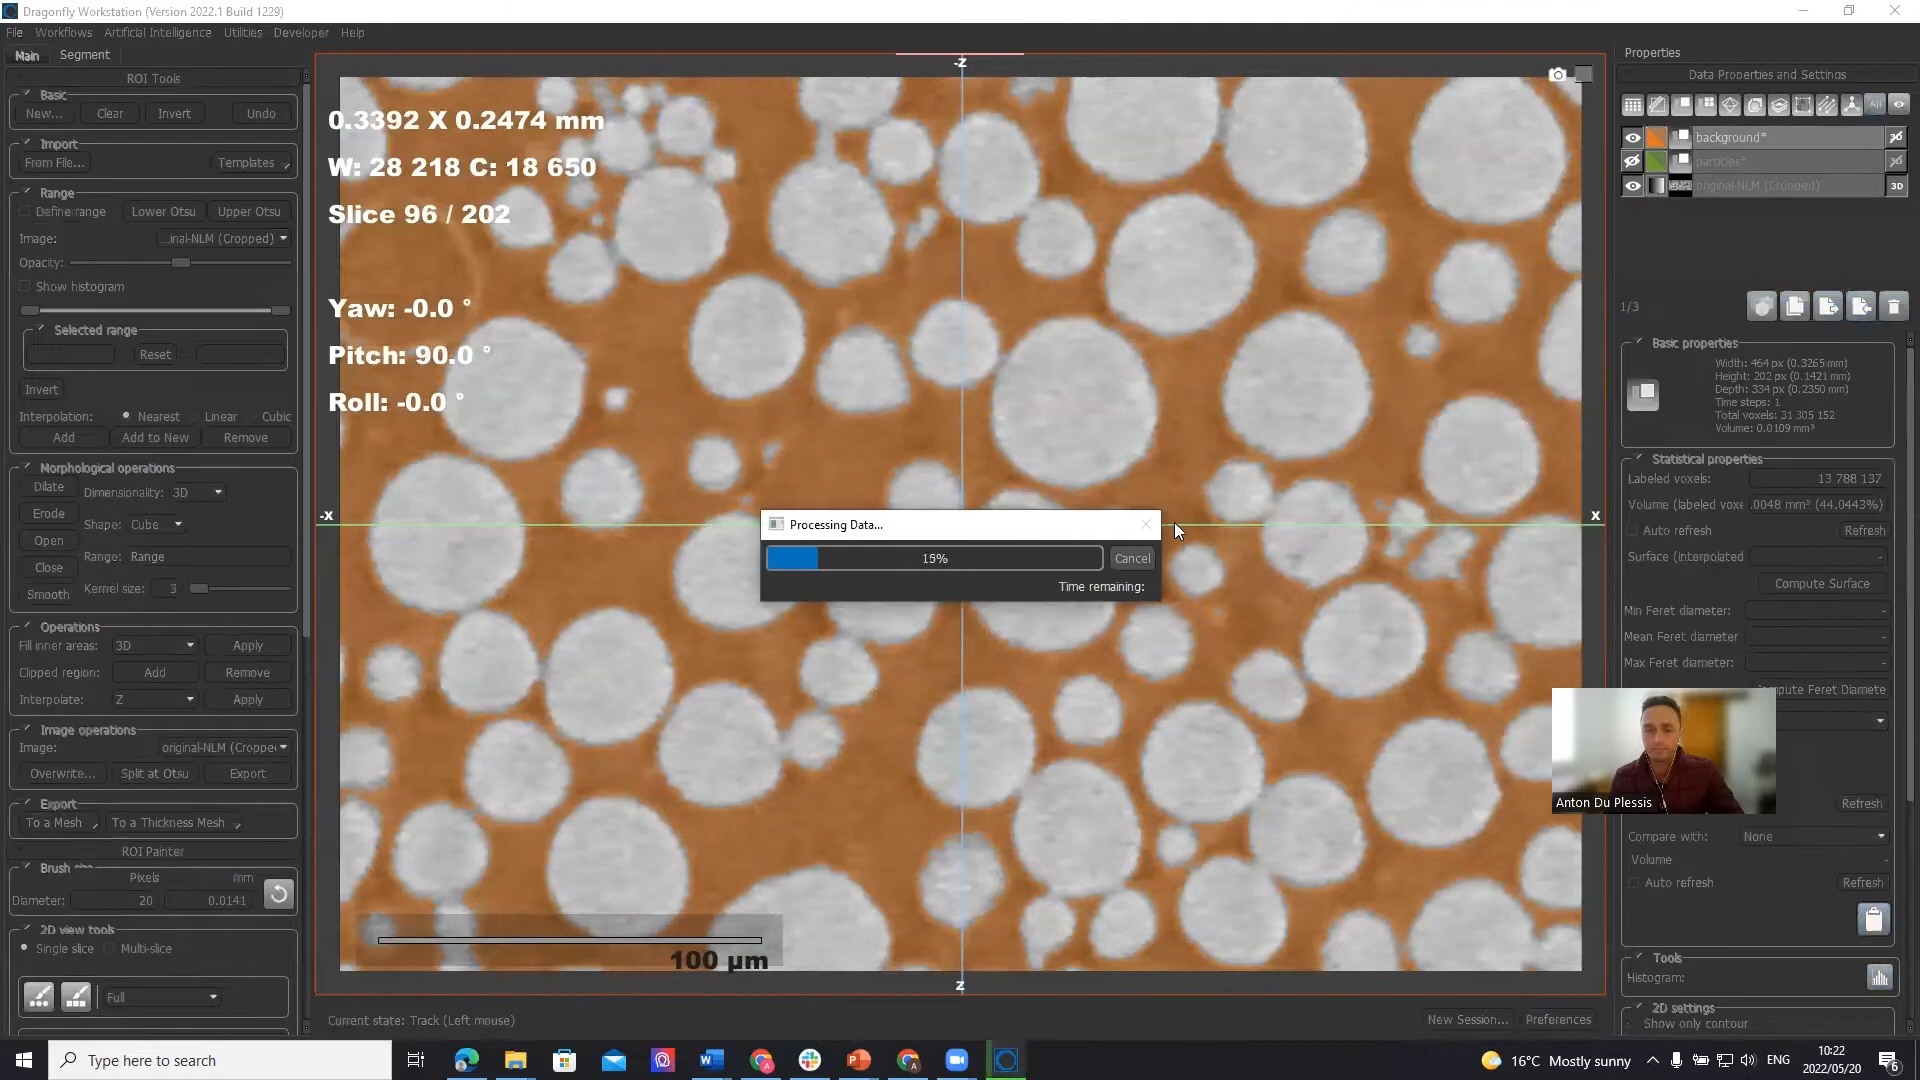 Dragonfly Workstation (Version 2022.1 Build 1229)
File Workflows Artificial Intelligence Utilities Developer Help
Main Segment
ROI Tools
Basic
New... Clear Invert Undo
Import
From File... Templates
Range
Define range Lower Otsu Upper Otsu
Image: ...inal-NLM (Cropped)
Opacity:
Show histogram
Selected range
Reset
Invert
Interpolation: Nearest Linear Cubic
Add Add to New Remove
Morphological operations
Dilate Dimensionality: 3D
Erode Shape: Cube
Open
Close Range: Range
Smooth Kernel size: 3
Operations
Fill inner areas: 3D Apply
Clipped region: Add Remove
Interpolate: Z Apply
Image operations
Image: original-NLM (Croppe
Overwrite... Split at Otsu Export
Export
To a Mesh To a Thickness Mesh
ROI Painter
Brush size
Pixels mm
Diameter: 20 0.0141
2D view tools
Single slice Multi-slice
Full
-Z
0.3392 X 0.2474 mm
W: 28 218 C: 18 650
Slice 96 / 202
Yaw: -0.0 °
Pitch: 90.0 °
Roll: -0.0 °
-X
X
Processing Data...
15% Cancel
Time remaining:
100 µm
Z
Current state: Track (Left mouse)
New Session... Preferences
Properties
Data Properties and Settings
All
background*
particles*
original-NLM (Cropped) 3D
1/3
Basic properties
Width: 464 px (0.3265 mm)
Height: 202 px (0.1421 mm)
Depth: 334 px (0.2350 mm)
Time steps: 1
Total voxels: 31 305 152
Volume: 0.0109 mm³
Statistical properties
Labeled voxels: 13 788 137
Volume (labeled voxe .0048 mm³ (44.0443%)
Auto refresh Refresh
Surface (interpolated -
Compute Surface
Min Feret diameter: -
Mean Feret diameter -
Max Feret diameter: -
Compute Feret Diamete
Anton Du Plessis
Refresh
Compare with: None
Volume -
Auto refresh Refresh
Tools
Histogram:
2D settings
Show only contour
Type here to search
16°C Mostly sunny
ENG
10:22
2022/05/20
6